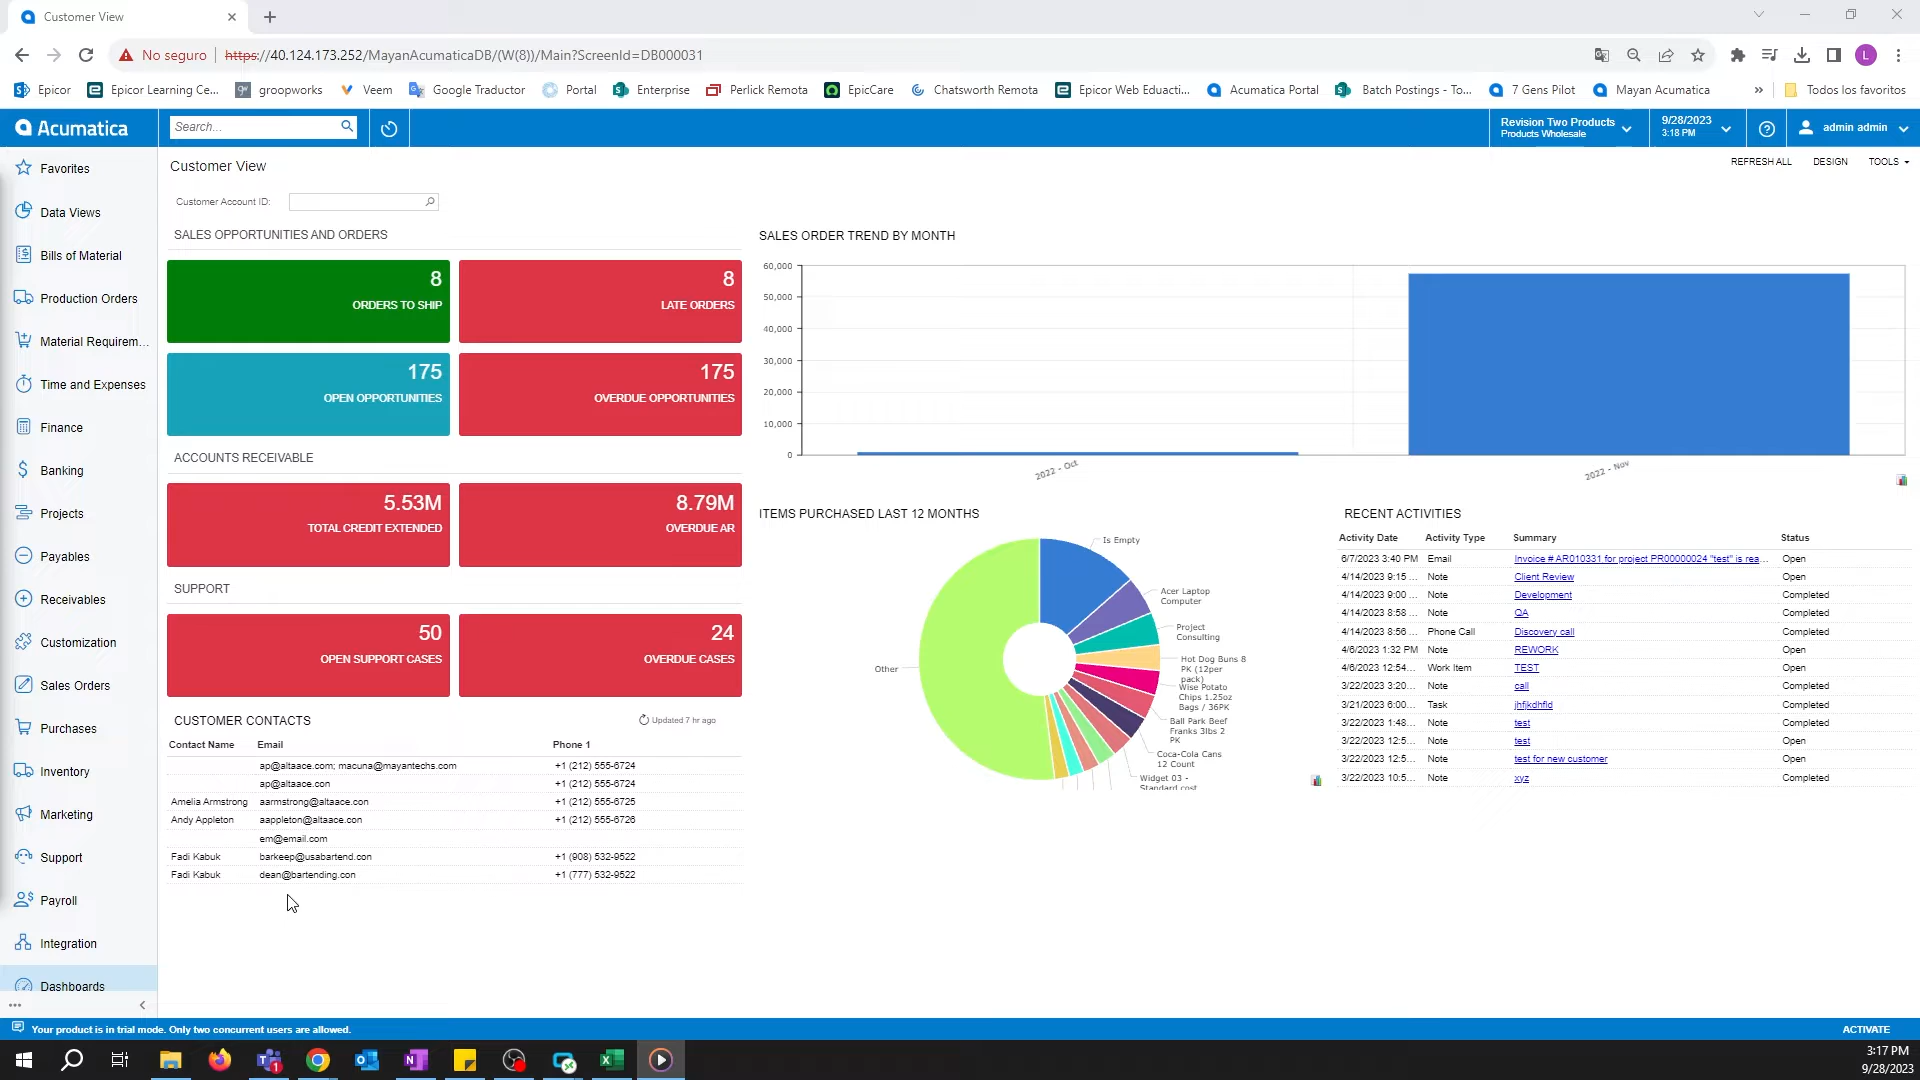 Customer View
No seguro
https://40.124.173.252/MayanAcumaticaDB/(W(8))/Main?ScreenId=DB000031
Epicor
Epicor Learning Ce...
groopworks
Veem
Google Traductor
Portal
Enterprise
Perlick Remota
EpicCare
Chatsworth Remota
Epicor Web Eduacti...
Acumatica Portal
Batch Postings - To...
7 Gens Pilot
Mayan Acumatica
»
Todos los favoritos
Acumatica
Search...
Revision Two Products
Products Wholesale
9/28/2023
3:18 PM
admin admin
Favorites
Data Views
Bills of Material
Production Orders
Material Requirem...
Time and Expenses
Finance
Banking
Projects
Payables
Receivables
Customization
Sales Orders
Purchases
Inventory
Marketing
Support
Payroll
Integration
Dashboards
Customer View
REFRESH ALL
DESIGN
TOOLS
Customer Account ID:
SALES OPPORTUNITIES AND ORDERS
8
ORDERS TO SHIP
8
LATE ORDERS
175
OPEN OPPORTUNITIES
175
OVERDUE OPPORTUNITIES
ACCOUNTS RECEIVABLE
5.53M
TOTAL CREDIT EXTENDED
8.79M
OVERDUE AR
SUPPORT
50
OPEN SUPPORT CASES
24
OVERDUE CASES
CUSTOMER CONTACTS
Updated 7 hr ago
Contact Name Email Phone 1
ap@altaace.com; macuna@mayantechs.com +1 (212) 555-6724
ap@altaace.con +1 (212) 555-6724
Amelia Armstrong aarmstrong@altaace.con +1 (212) 555-6725
Andy Appleton aappleton@altaace.con +1 (212) 555-6726
em@email.com
Fadi Kabuk barkeep@usabartend.con +1 (908) 532-9522
Fadi Kabuk dean@bartending.con +1 (777) 532-9522
SALES ORDER TREND BY MONTH
60,000
50,000
40,000
30,000
20,000
10,000
0
2022 - Oct
2022 - Nov
ITEMS PURCHASED LAST 12 MONTHS
Is Empty
Acer Laptop
Computer
Project
Consulting
Hot Dog Buns 8
PK (12per
pack)
Wise Potato
Chips 1.25oz
Bags / 36PK
Ball Park Beef
Franks 3lbs 2
PK
Coca-Cola Cans
12 Count
Widget 03 -
Standard cost
Other
RECENT ACTIVITIES
Activity Date Activity Type Summary Status
6/7/2023 3:40 PM Email Invoice # AR010331 for project PR00000024 "test" is rea... Open
4/14/2023 9:15 ... Note Client Review Open
4/14/2023 9:00 ... Note Development Completed
4/14/2023 8:58 ... Note QA Completed
4/14/2023 8:56 ... Phone Call Discovery call Completed
4/6/2023 1:32 PM Note REWORK Open
4/6/2023 12:54... Work Item TEST Open
3/22/2023 3:20... Note call Completed
3/21/2023 6:00... Task jhfjkdhfld Completed
3/22/2023 1:48... Note test Completed
3/22/2023 12:5... Note test Open
3/22/2023 12:5... Note test for new customer Open
3/22/2023 10:5... Note xyz Completed
Your product is in trial mode. Only two concurrent users are allowed.
ACTIVATE
3:17 PM
9/28/2023